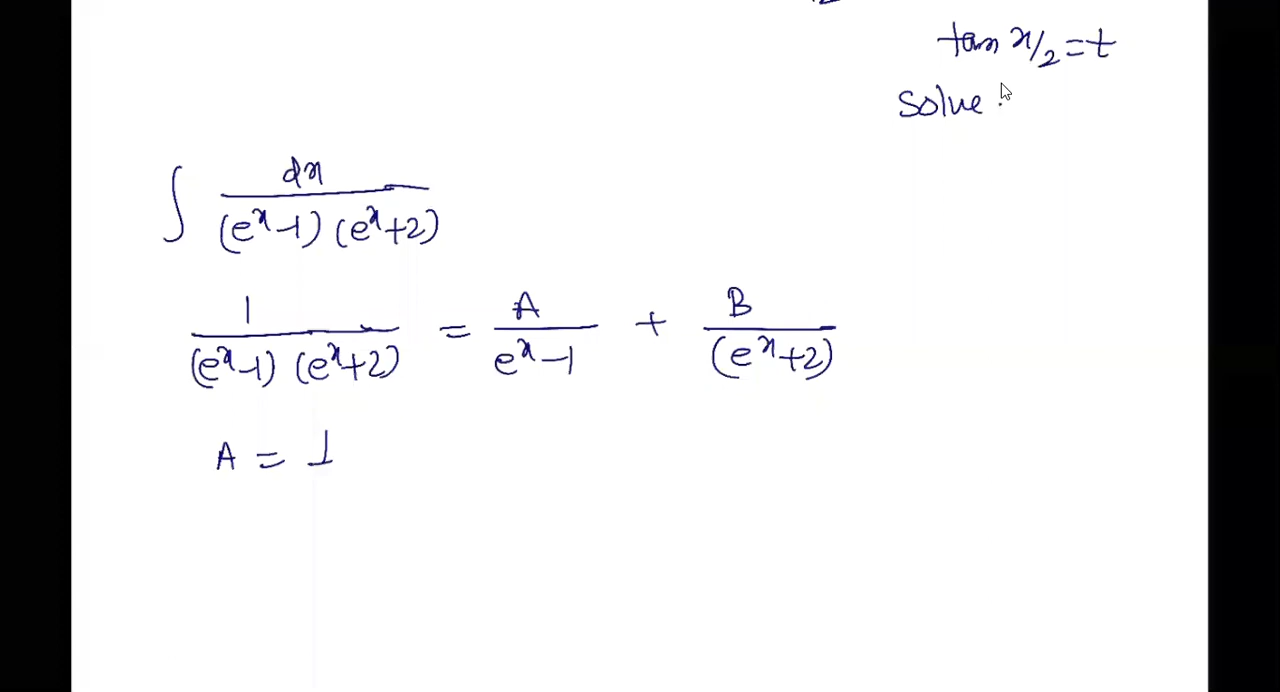 tan x/2 = t
Solve .
∫ dx / (e^x-1) (e^x+2)
1 / (e^x-1) (e^x+2) = A / e^x-1 + B / (e^x+2)
A = 1